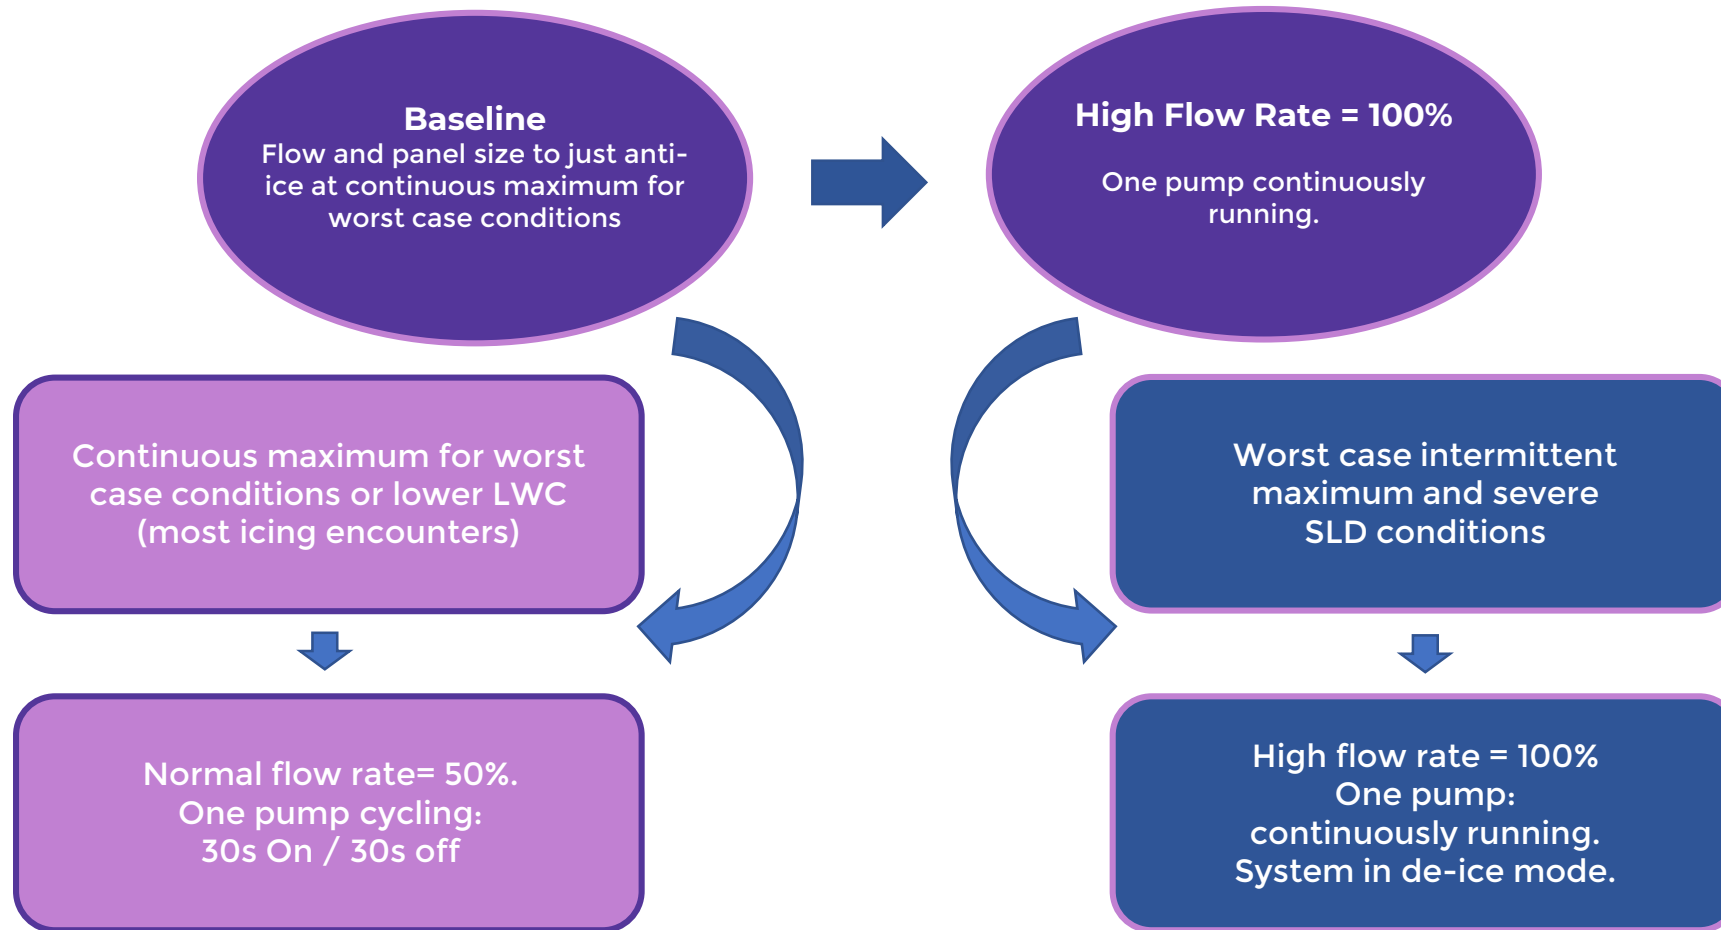 Baseline
Flow and panel size to just anti-
ice at continuous maximum for
worst case conditions
High Flow Rate = 100%
One pump continuously
running.
Continuous maximum for worst
case conditions or lower LWC
(most icing encounters)
Worst case intermittent
maximum and severe
SLD conditions
Normal flow rate= 50%.
One pump cycling:
30s On / 30s off
High flow rate = 100%
One pump:
continuously running.
System in de-ice mode.